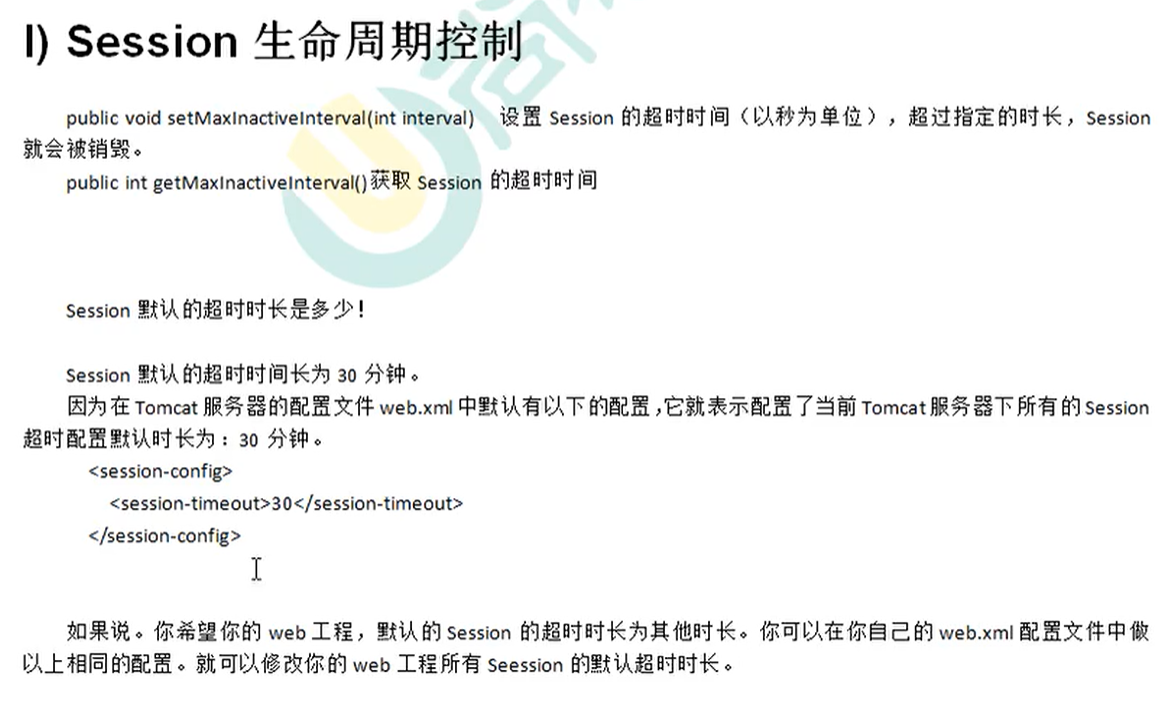 I) Session 生命周期控制
public void setMaxInactiveInterval(int interval) 设置 Session 的超时时间（以秒为单位），超过指定的时长，Session
就会被销毁。
public int getMaxInactiveInterval()获取 Session 的超时时间
Session 默认的超时时长是多少！
Session 默认的超时时间长为 30 分钟。
因为在 Tomcat 服务器的配置文件 web.xml 中默认有以下的配置，它就表示配置了当前 Tomcat 服务器下所有的 Session
超时配置默认时长为：30 分钟。
<session-config>
<session-timeout>30</session-timeout>
</session-config>
如果说。你希望你的 web 工程，默认的 Session 的超时时长为其他时长。你可以在你自己的 web.xml 配置文件中做
以上相同的配置。就可以修改你的 web 工程所有 Seession 的默认超时时长。